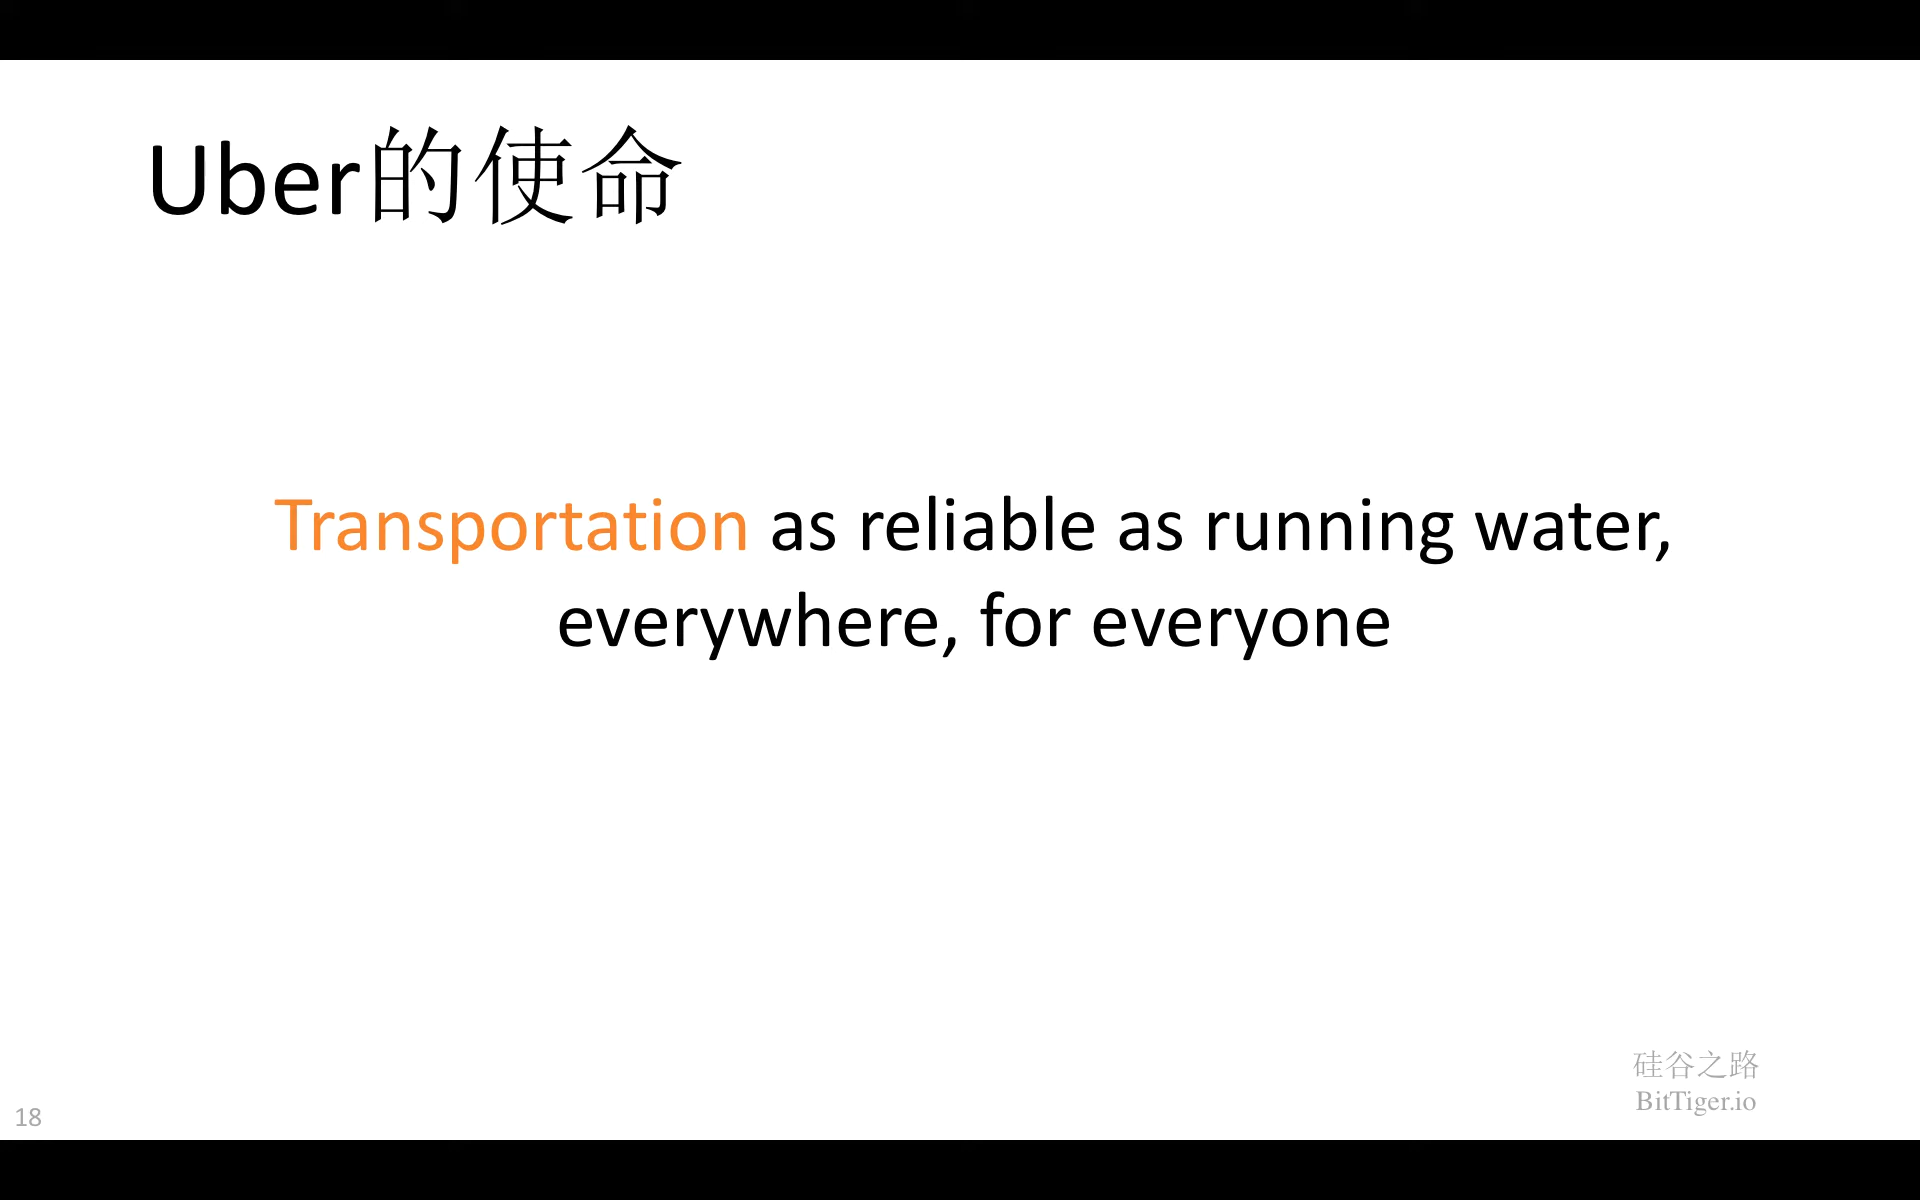 Uber的使命
Transportation as reliable as running water,
everywhere, for everyone
硅谷之路
BitTiger.io
18